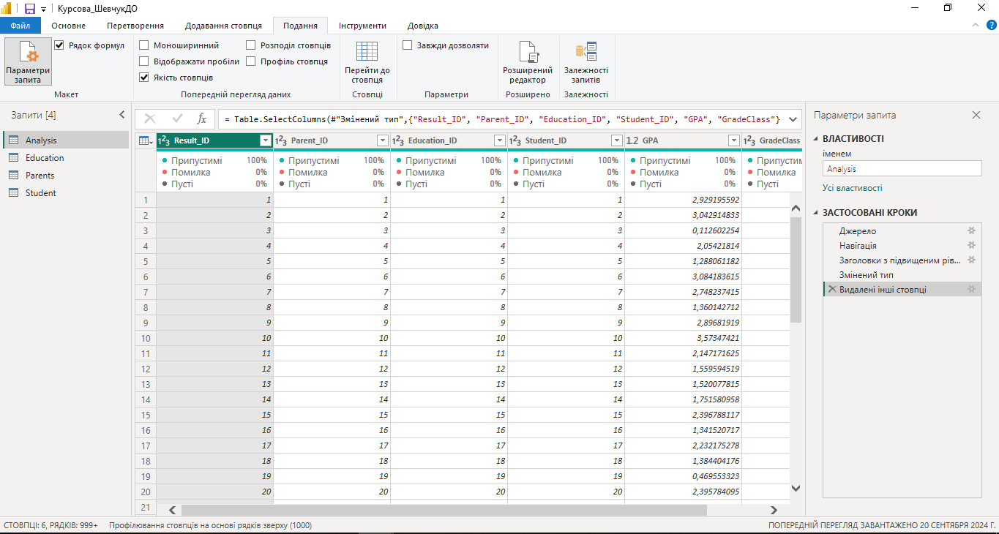 Курсова_ШевчукДО
Файл Основне Перетворення Додавання стовпця Подання Інструменти Довідка
Параметри запита
Рядок формул
Макет
Моноширинний Розподіл стовпців
Відображати пробіли Профіль стовпця
Якість стовпців
Попередній перегляд даних
Перейти до стовпця
Стовпці
Завжди дозволяти
Параметри
Розширений редактор
Розширено
Залежності запитів
Залежності
Запити [4]
Analysis
Education
Parents
Student
fx = Table.SelectColumns(#"Змінений тип",{"Result_ID", "Parent_ID", "Education_ID", "Student_ID", "GPA", "GradeClass"}
1²3 Result_ID 1²3 Parent_ID 1²3 Education_ID 1²3 Student_ID 1.2 GPA 1²3 GradeClass
Припустимі 100% Припустимі 100% Припустимі 100% Припустимі 100% Припустимі 100% Припустим
Помилка 0% Помилка 0% Помилка 0% Помилка 0% Помилка 0% Помилка
Пусті 0% Пусті 0% Пусті 0% Пусті 0% Пусті 0% Пусті
1 1 1 1 1 2,929195592
2 2 2 2 2 3,042914833
3 3 3 3 3 0,112602254
4 4 4 4 4 2,05421814
5 5 5 5 5 1,288061182
6 6 6 6 6 3,084183615
7 7 7 7 7 2,748237415
8 8 8 8 8 1,360142712
9 9 9 9 9 2,89681919
10 10 10 10 10 3,57347421
11 11 11 11 11 2,147171625
12 12 12 12 12 1,559594519
13 13 13 13 13 1,520077815
14 14 14 14 14 1,751580958
15 15 15 15 15 2,396788117
16 16 16 16 16 1,341520717
17 17 17 17 17 2,232175278
18 18 18 18 18 1,384404176
19 19 19 19 19 0,469553323
20 20 20 20 20 2,395784095
21
Параметри запита
ВЛАСТИВОСТІ
іменем
Analysis
Усі властивості
ЗАСТОСОВАНІ КРОКИ
Джерело
Навігація
Заголовки з підвищеним рів...
Змінений тип
Видалені інші стовпці
СТОВПЦІ: 6, РЯДКІВ: 999+ Профілювання стовпців на основі рядків зверху (1000)
ПОПЕРЕДНІЙ ПЕРЕГЛЯД ЗАВАНТАЖЕНО 20 СЕНТЯБРЯ 2024 Г.